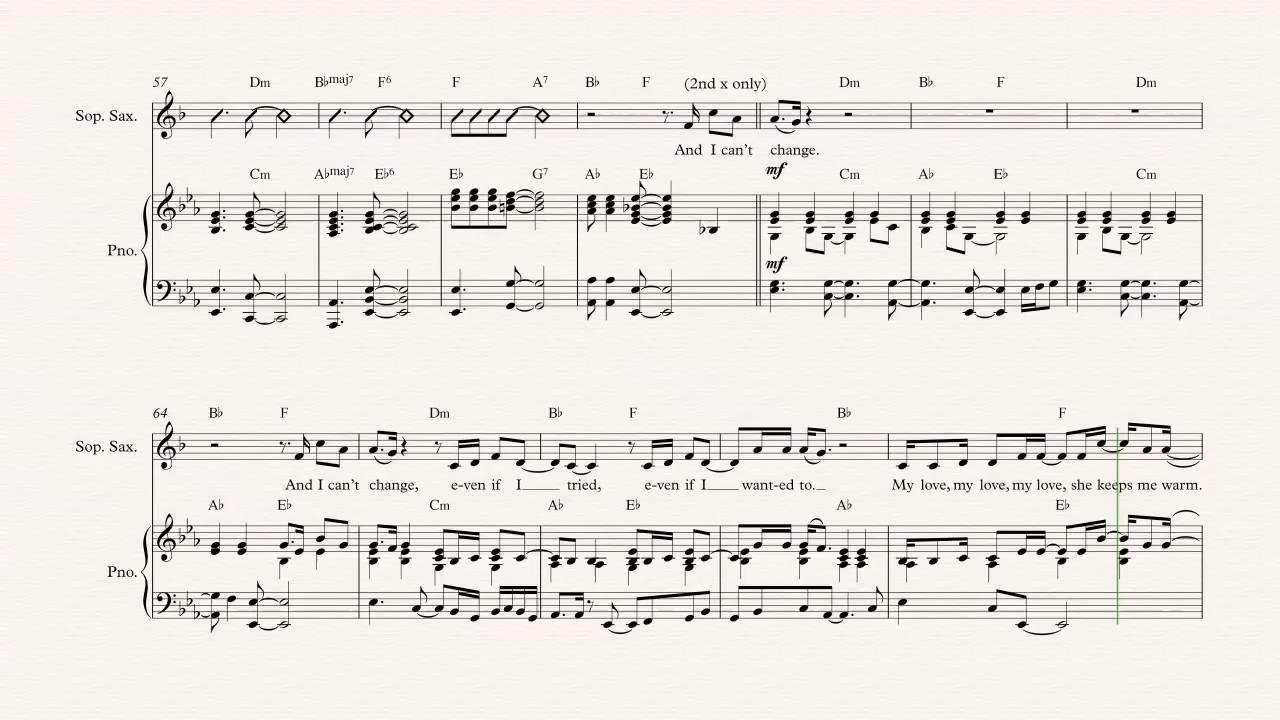 57 Dm B♭maj7 F6 F A7 B♭ F (2nd x only) Dm B♭ F Dm
Sop. Sax.
And I can't change.
mf
Cm A♭maj7 E♭6 E♭ G7 A♭ E♭ Cm A♭ E♭ Cm
Pno.
mf
64 B♭ F Dm B♭ F B♭ F
Sop. Sax.
And I can't change, e-ven if I____ tried, e-ven if I____ want-ed to._ My love, my love, my love, she keeps me warm.
A♭ E♭ Cm A♭ E♭ A♭ E♭
Pno.